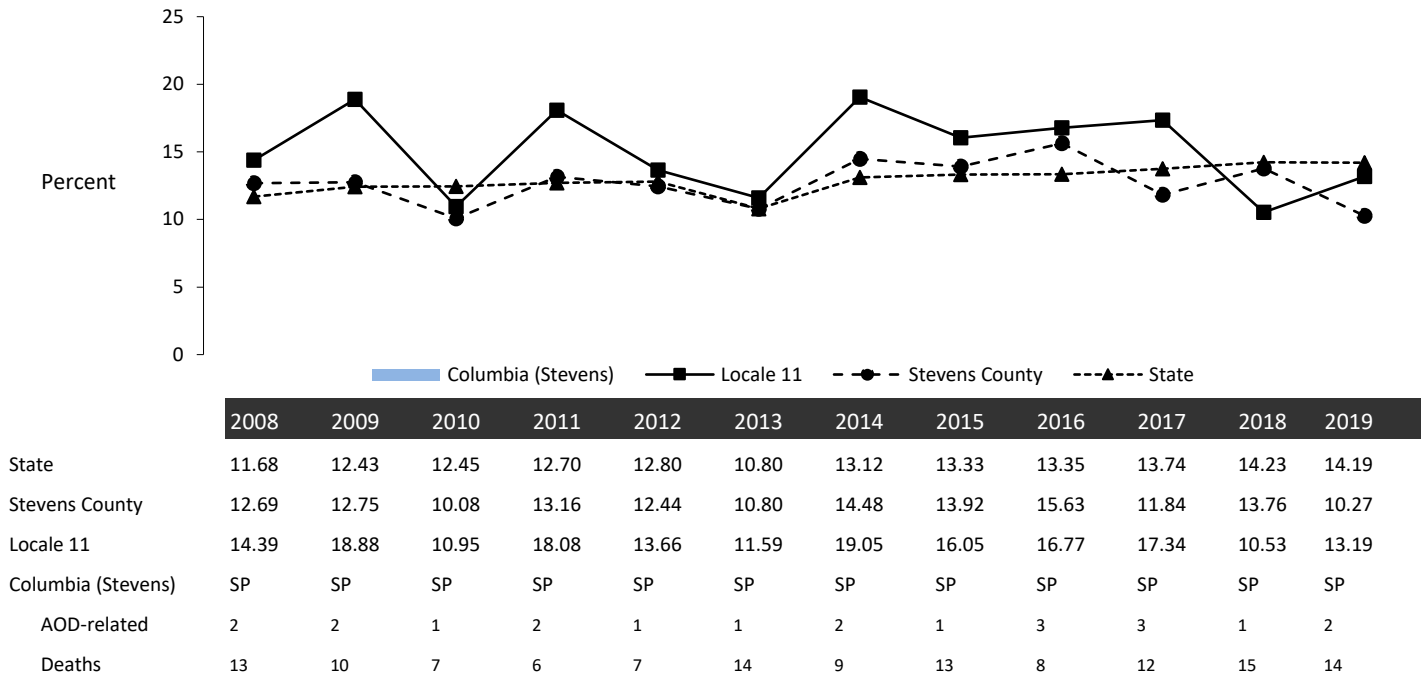 25
20
15
Percent
10
5
0
Columbia (Stevens) Locale 11 Stevens County State
2008 2009 2010 2011 2012 2013 2014 2015 2016 2017 2018 2019
State 11.68 12.43 12.45 12.70 12.80 10.80 13.12 13.33 13.35 13.74 14.23 14.19
Stevens County 12.69 12.75 10.08 13.16 12.44 10.80 14.48 13.92 15.63 11.84 13.76 10.27
Locale 11 14.39 18.88 10.95 18.08 13.66 11.59 19.05 16.05 16.77 17.34 10.53 13.19
Columbia (Stevens) SP SP SP SP SP SP SP SP SP SP SP SP
AOD-related 2 2 1 2 1 1 2 1 3 3 1 2
Deaths 13 10 7 6 7 14 9 13 8 12 15 14